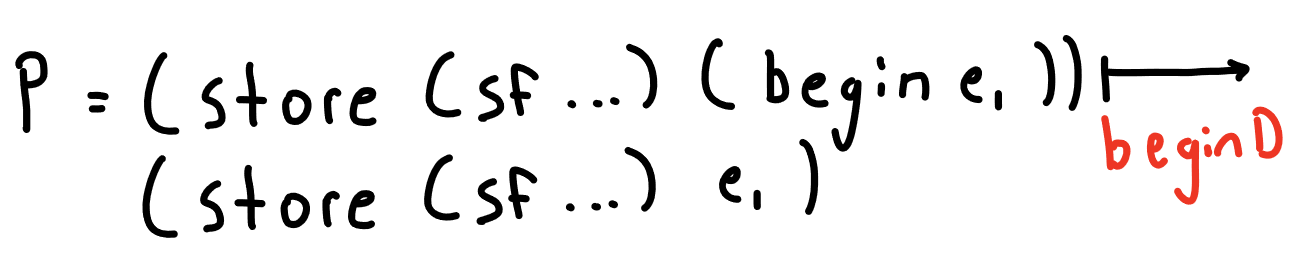 P = (store (sf ...) (begin e₁)) ↦
beginD
(store (sf ...) e₁)